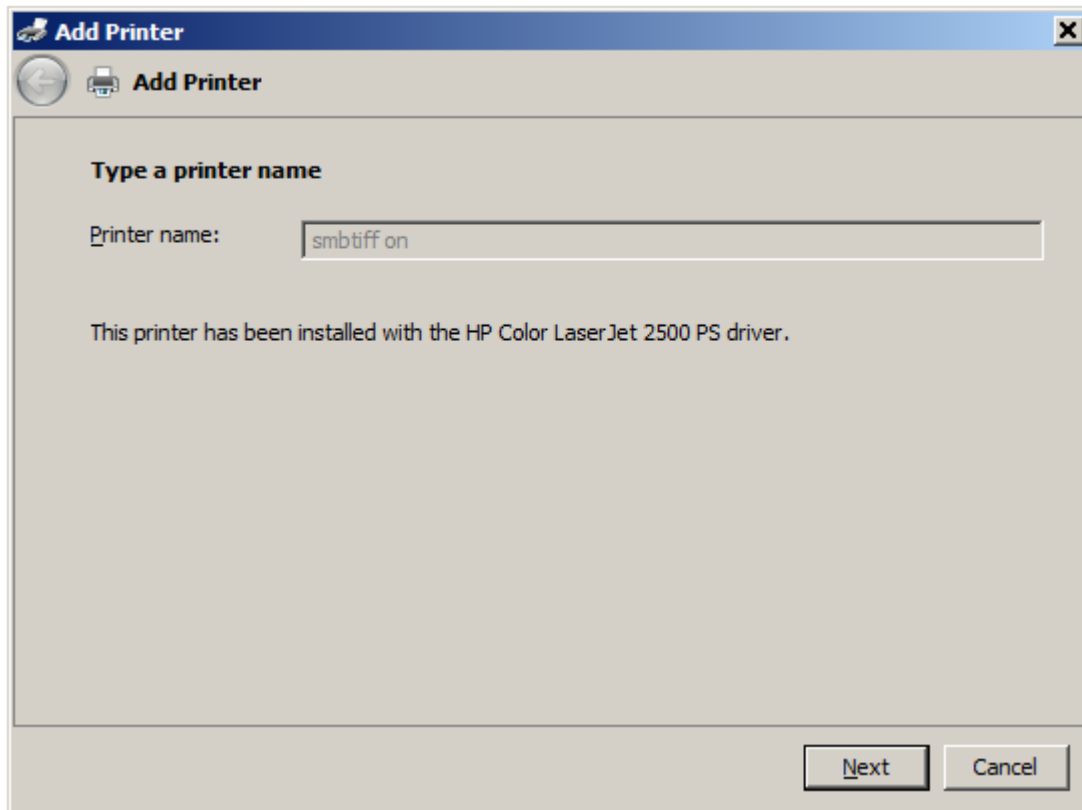 Add Printer
Add Printer
Type a printer name
Printer name: smbtiff on
This printer has been installed with the HP Color LaserJet 2500 PS driver.
Next Cancel